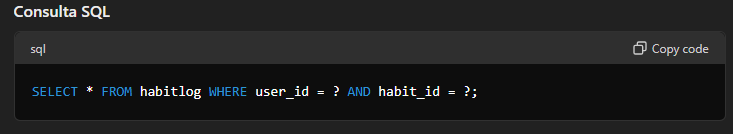 Consulta SQL
sql Copy code
SELECT * FROM habitlog WHERE user_id = ? AND habit_id = ?;